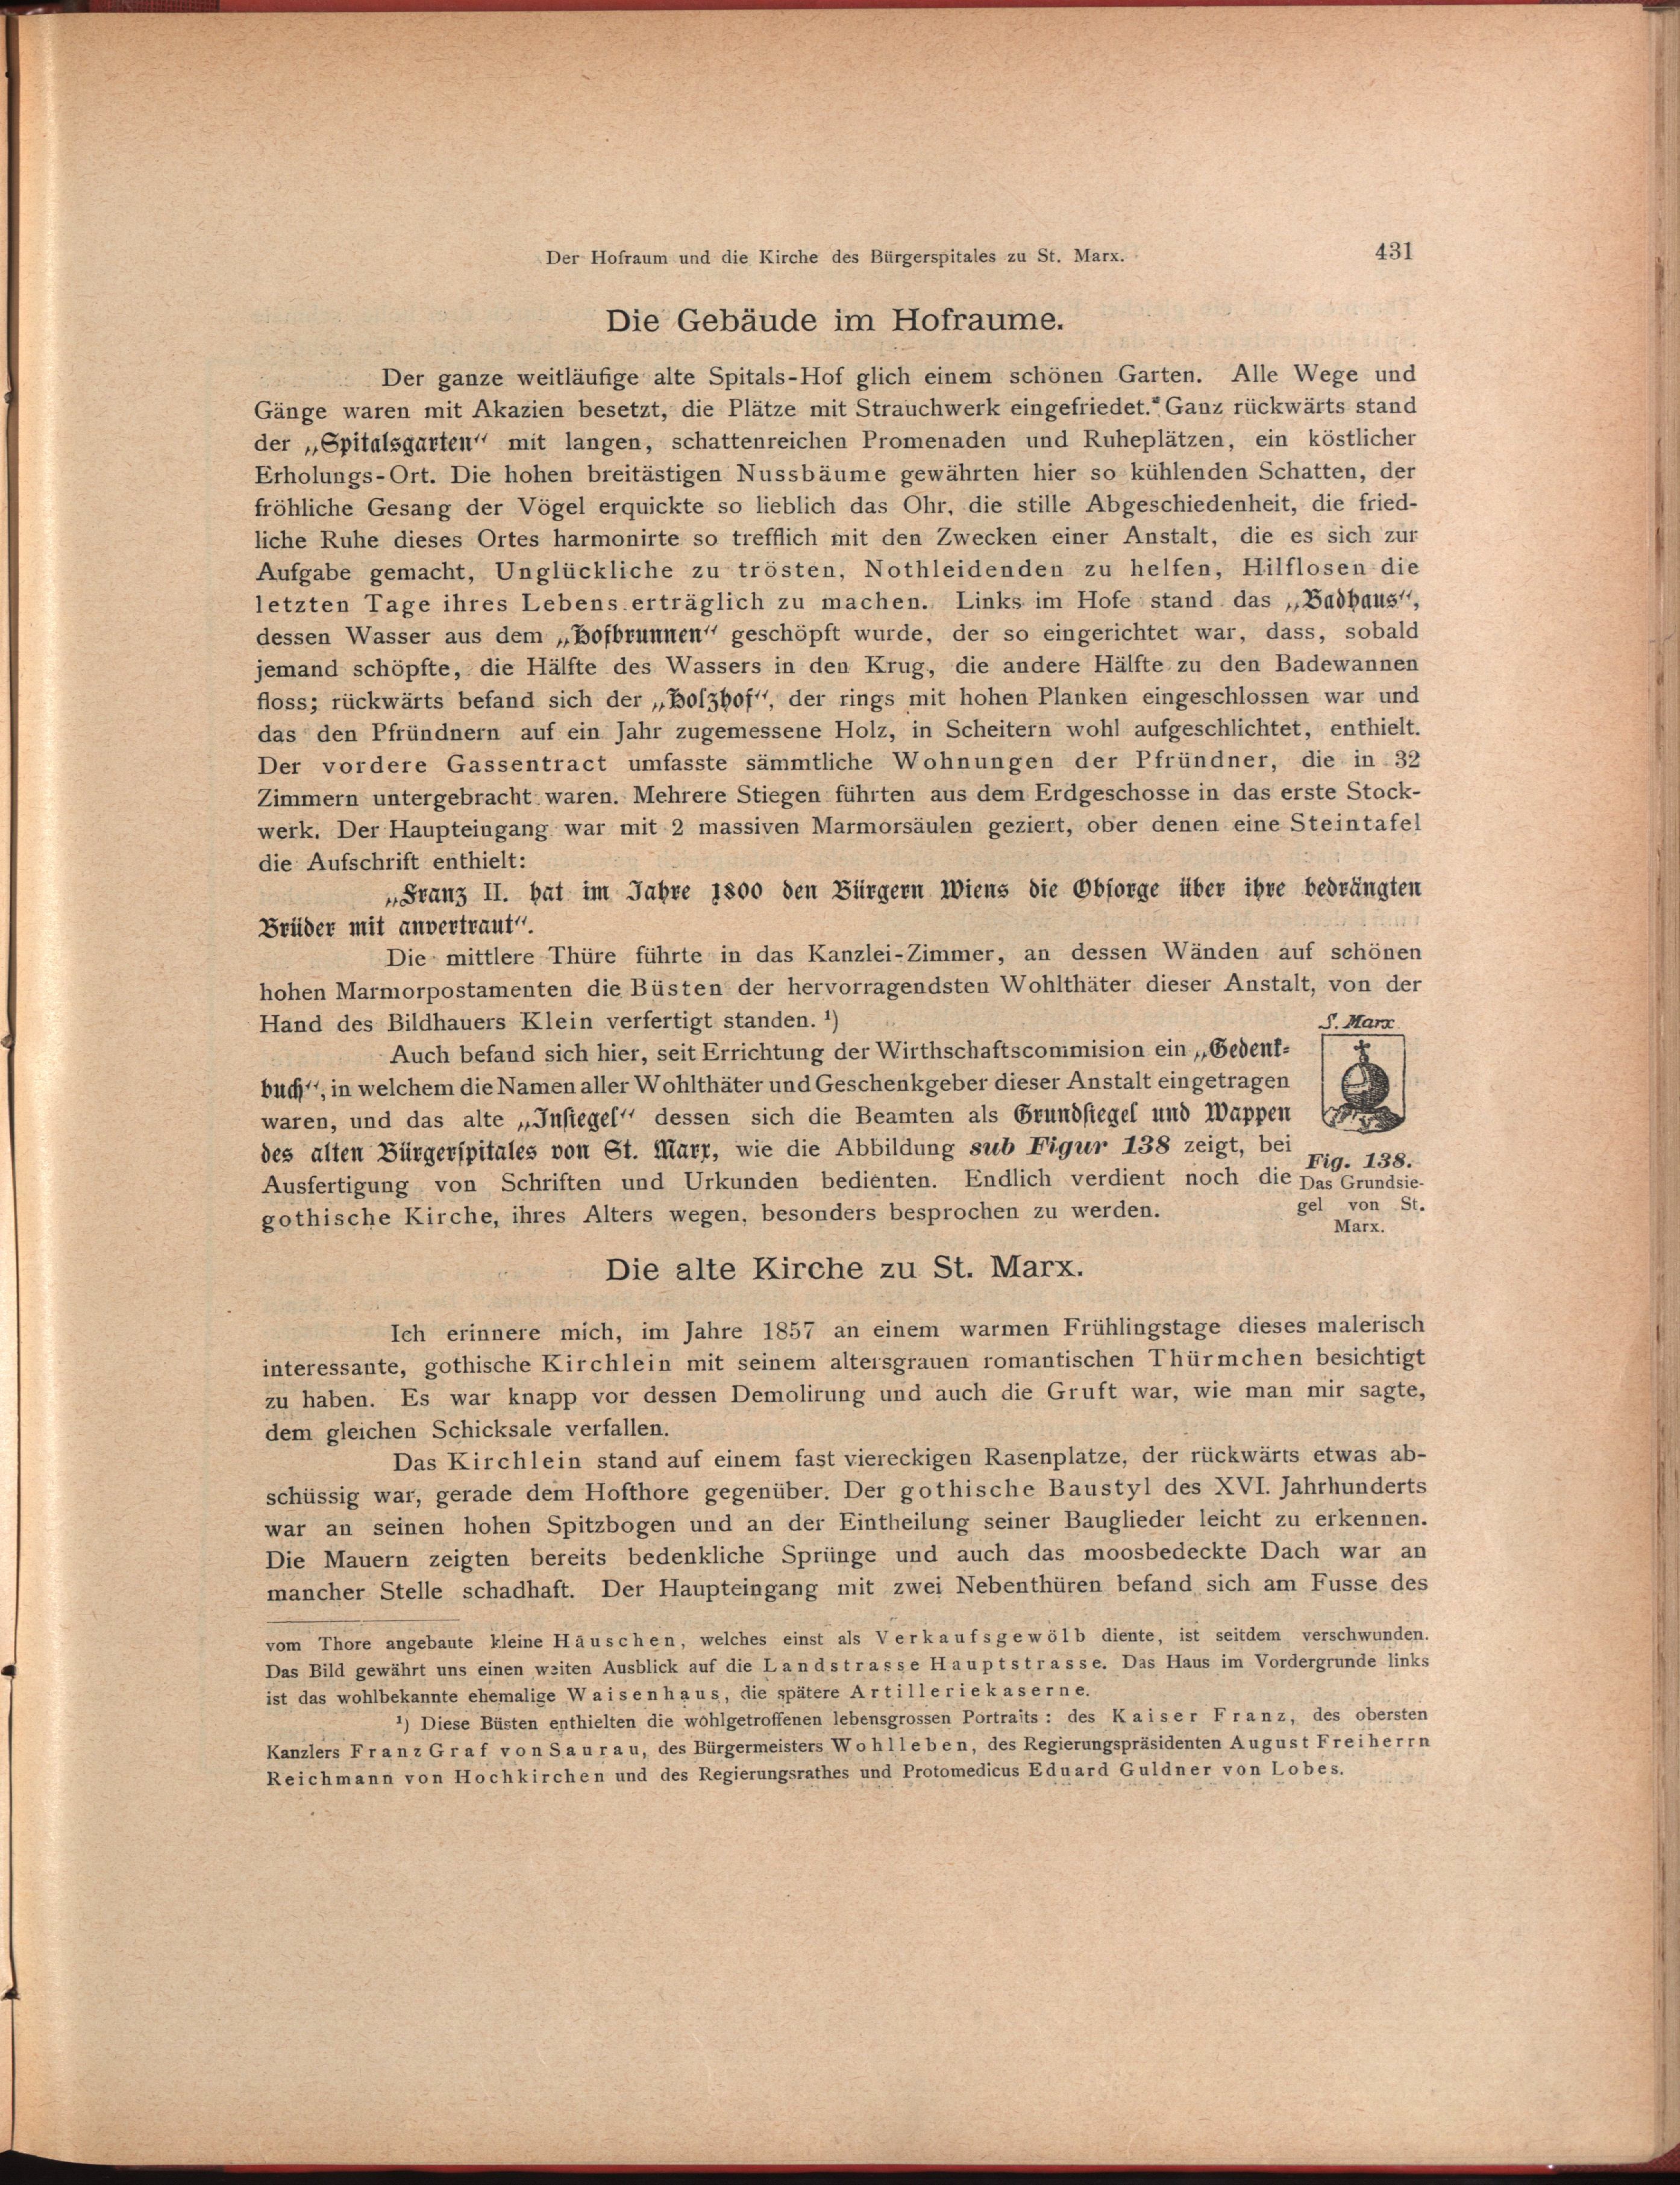 Der Hofraum und die Kirche des Bürgerspitales zu St. Marx. 431
Die Gebäude im Hofraume.
Der ganze weitläufige alte Spitals-Hof glich einem schönen Garten. Alle Wege und
Gänge waren mit Akazien besetzt, die Plätze mit Strauchwerk eingefriedet. Ganz rückwärts stand
der „Spitalsgarten“ mit langen, schattenreichen Promenaden und Ruheplätzen, ein köstlicher
Erholungs-Ort. Die hohen breitästigen Nussbäume gewährten hier so kühlenden Schatten, der
fröhliche Gesang der Vögel erquickte so lieblich das Ohr, die stille Abgeschiedenheit, die fried-
liche Ruhe dieses Ortes harmonirte so trefflich mit den Zwecken einer Anstalt, die es sich zur
Aufgabe gemacht, Unglückliche zu trösten, Nothleidenden zu helfen, Hilflosen die
letzten Tage ihres Lebens erträglich zu machen. Links im Hofe stand das „Badhaus“,
dessen Wasser aus dem „Hofbrunnen“ geschöpft wurde, der so eingerichtet war, dass, sobald
jemand schöpfte, die Hälfte des Wassers in den Krug, die andere Hälfte zu den Badewannen
floss; rückwärts befand sich der „Holzhof“, der rings mit hohen Planken eingeschlossen war und
das den Pfründnern auf ein Jahr zugemessene Holz, in Scheitern wohl aufgeschlichtet, enthielt.
Der vordere Gassentract umfasste sämmtliche Wohnungen der Pfründner, die in 32
Zimmern untergebracht waren. Mehrere Stiegen führten aus dem Erdgeschosse in das erste Stock-
werk. Der Haupteingang war mit 2 massiven Marmorsäulen geziert, ober denen eine Steintafel
die Aufschrift enthielt:
„Franz II. hat im Jahre 1800 den Bürgern Wiens die Obsorge über ihre bedrängten
Brüder mit anvertraut“.
Die mittlere Thüre führte in das Kanzlei-Zimmer, an dessen Wänden auf schönen
hohen Marmorpostamenten die Büsten der hervorragendsten Wohlthäter dieser Anstalt, von der
Hand des Bildhauers Klein verfertigt standen. ¹)
Auch befand sich hier, seit Errichtung der Wirthschaftscommision ein „Gedenk-
buch“, in welchem die Namen aller Wohlthäter und Geschenkgeber dieser Anstalt eingetragen
waren, und das alte „Insiegel“ dessen sich die Beamten als Grundsiegel und Wappen
des alten Bürgerspitales von St. Marx, wie die Abbildung sub Figur 138 zeigt, bei
Ausfertigung von Schriften und Urkunden bedienten. Endlich verdient noch die
gothische Kirche, ihres Alters wegen, besonders besprochen zu werden.
S. Marx
Fig. 138.
Das Grundsie-
gel von St.
Marx.
Die alte Kirche zu St. Marx.
Ich erinnere mich, im Jahre 1857 an einem warmen Frühlingstage dieses malerisch
interessante, gothische Kirchlein mit seinem altersgrauen romantischen Thürmchen besichtigt
zu haben. Es war knapp vor dessen Demolirung und auch die Gruft war, wie man mir sagte,
dem gleichen Schicksale verfallen.
Das Kirchlein stand auf einem fast viereckigen Rasenplatze, der rückwärts etwas ab-
schüssig war, gerade dem Hofthore gegenüber. Der gothische Baustyl des XVI. Jahrhunderts
war an seinen hohen Spitzbogen und an der Eintheilung seiner Bauglieder leicht zu erkennen.
Die Mauern zeigten bereits bedenkliche Sprünge und auch das moosbedeckte Dach war an
mancher Stelle schadhaft. Der Haupteingang mit zwei Nebenthüren befand sich am Fusse des
vom Thore angebaute kleine Häuschen, welches einst als Verkaufsgewölb diente, ist seitdem verschwunden.
Das Bild gewährt uns einen weiten Ausblick auf die Landstrasse Hauptstrasse. Das Haus im Vordergrunde links
ist das wohlbekannte ehemalige Waisenhaus, die spätere Artilleriekaserne.
¹) Diese Büsten enthielten die wohlgetroffenen lebensgrossen Portraits: des Kaiser Franz, des obersten
Kanzlers Franz Graf von Saurau, des Bürgermeisters Wohlleben, des Regierungspräsidenten August Freiherrn
Reichmann von Hochkirchen und des Regierungsrathes und Protomedicus Eduard Guldner von Lobes.